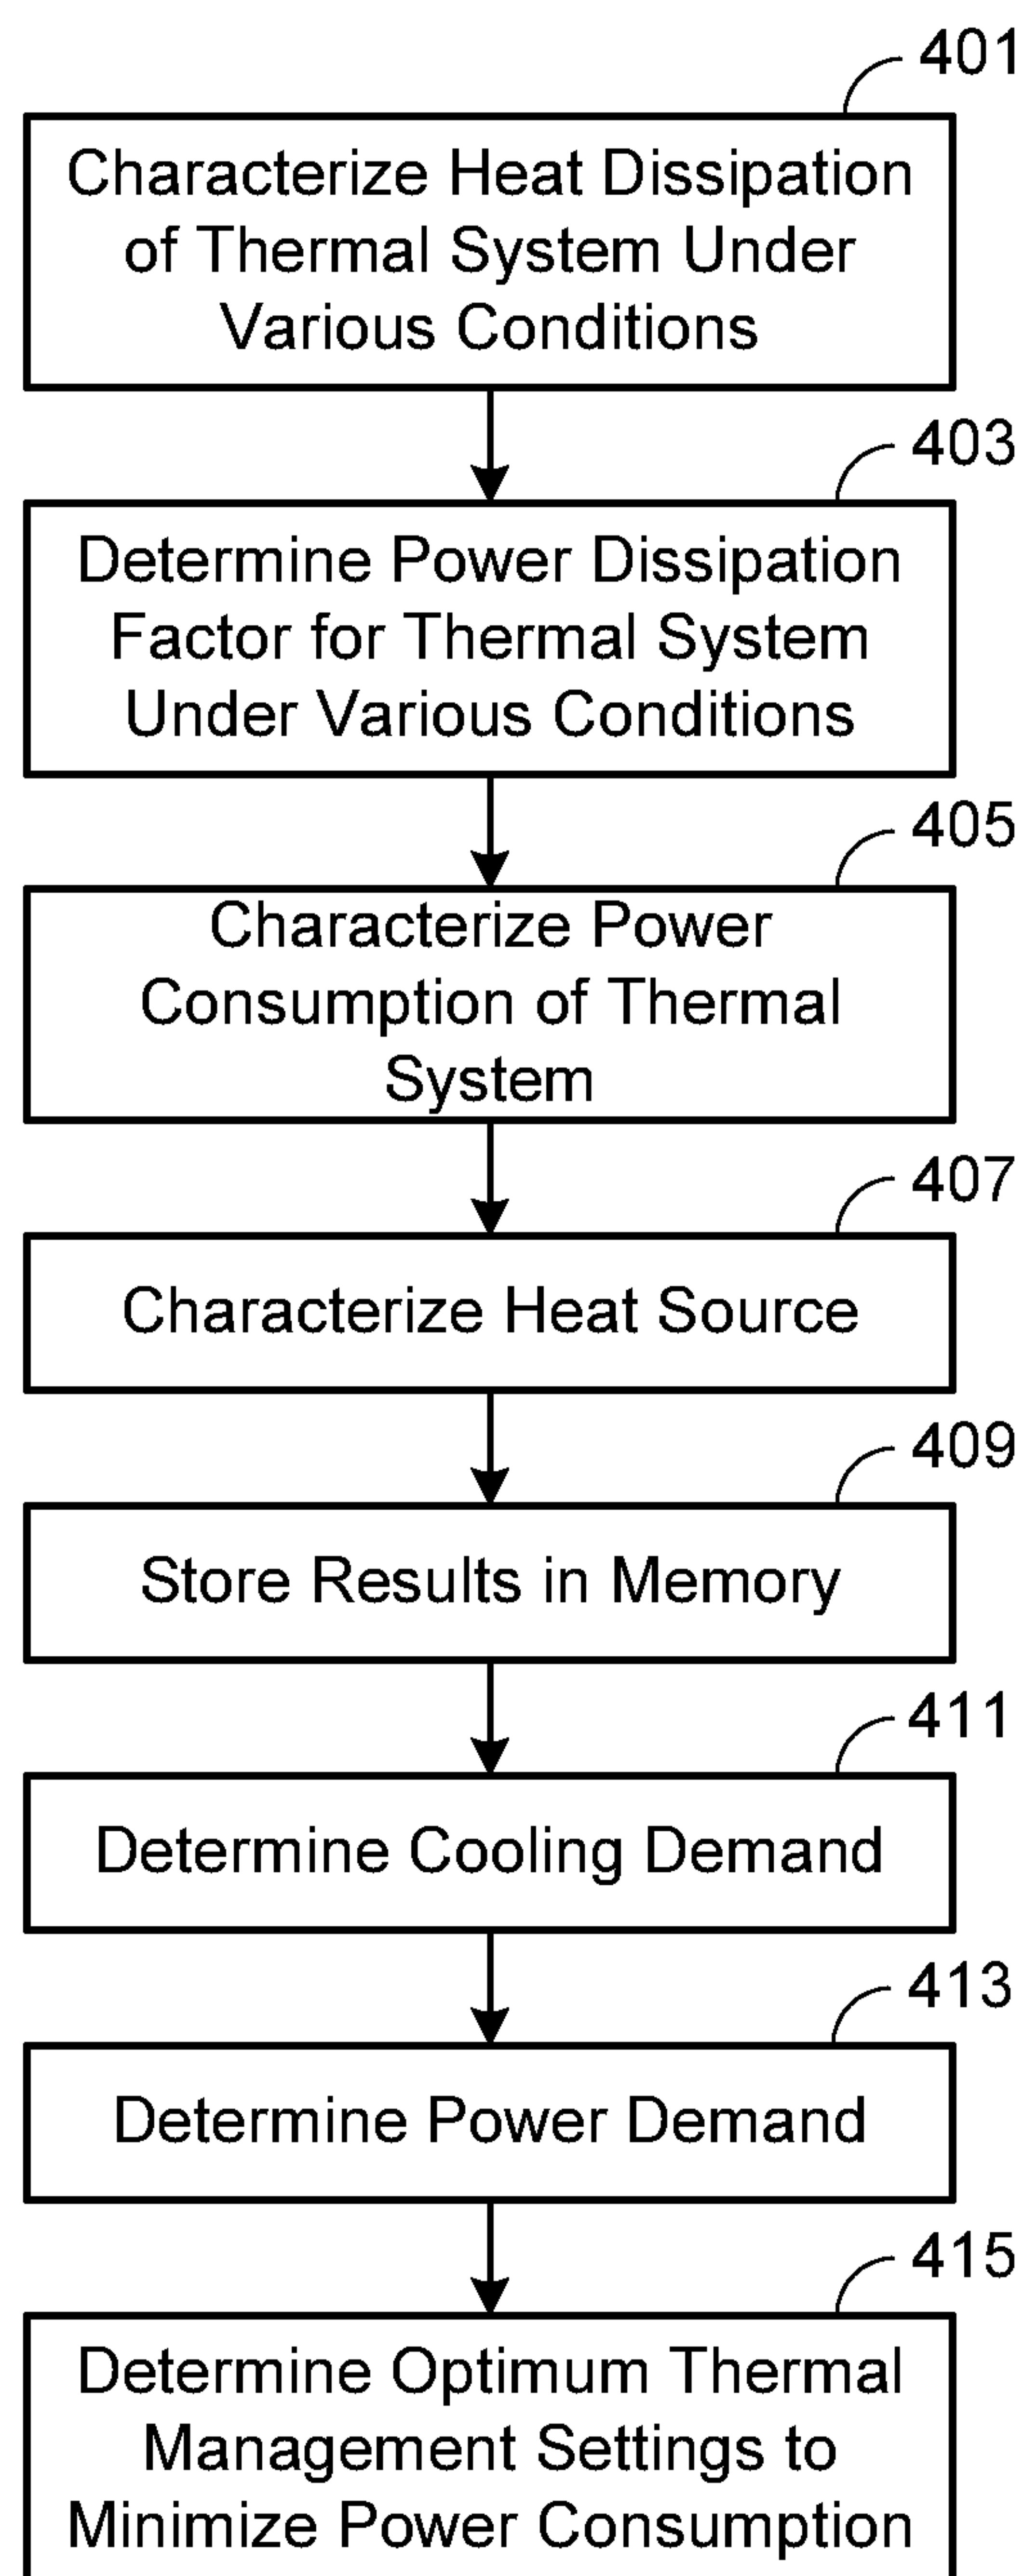 401
Characterize Heat Dissipation
of Thermal System Under
Various Conditions
403
Determine Power Dissipation
Factor for Thermal System
Under Various Conditions
405
Characterize Power
Consumption of Thermal
System
407
Characterize Heat Source
409
Store Results in Memory
411
Determine Cooling Demand
413
Determine Power Demand
415
Determine Optimum Thermal
Management Settings to
Minimize Power Consumption